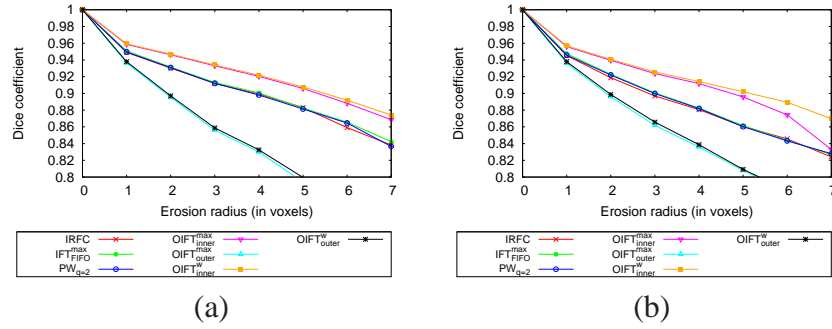 1
0.98
0.96
0.94
0.92
0.9
0.88
0.86
0.84
0.82
0.8
Dice coefficient
0 1 2 3 4 5 6 7
Erosion radius (in voxels)
IRFC OIFT^max_inner OIFT^w_outer
IFT^max_FIFO OIFT^max_outer
PW_q=2 OIFT^w_inner
(a)
1
0.98
0.96
0.94
0.92
0.9
0.88
0.86
0.84
0.82
0.8
Dice coefficient
0 1 2 3 4 5 6 7
Erosion radius (in voxels)
IRFC OIFT^max_inner OIFT^w_outer
IFT^max_FIFO OIFT^max_outer
PW_q=2 OIFT^w_inner
(b)